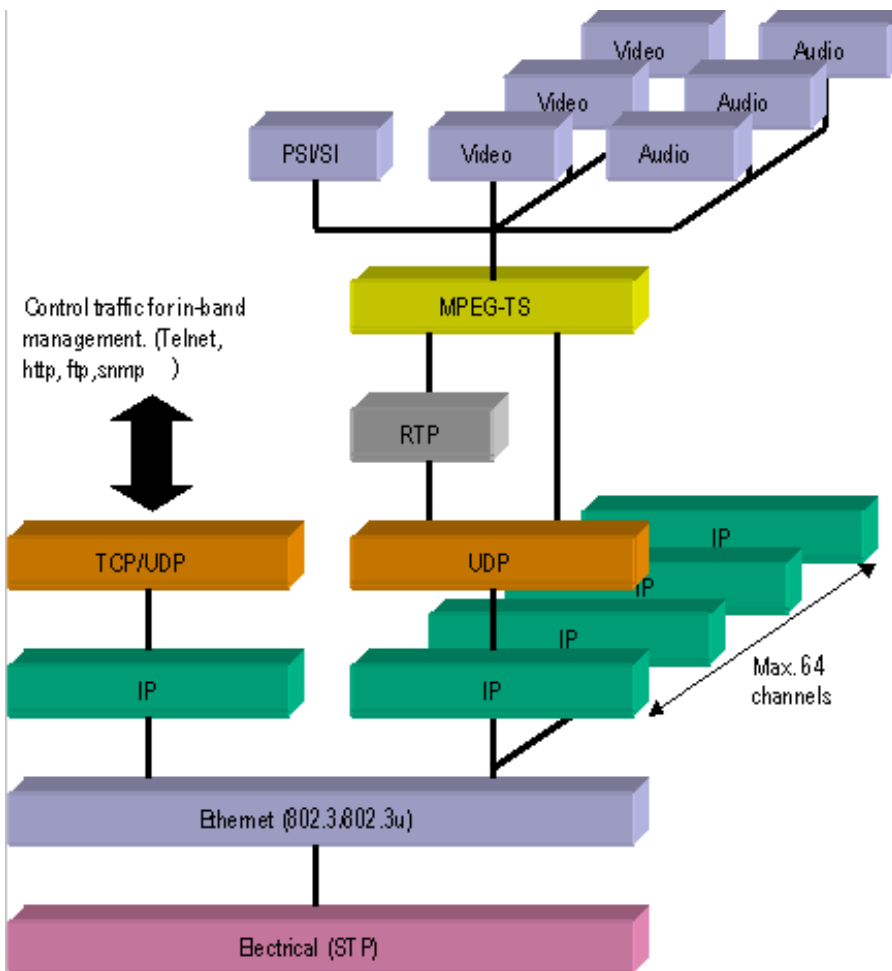 Video
Audio
Video
Audio
PSI/SI
Video
Audio
MPEG-TS
Control traffic for in-band
management. (Telnet,
http, ftp,snmp )
RTP
IP
TCP/UDP
UDP
IP
IP
IP
IP
Max. 64
channels
Ethernet (802.3/802.3u)
Electrical (STP)